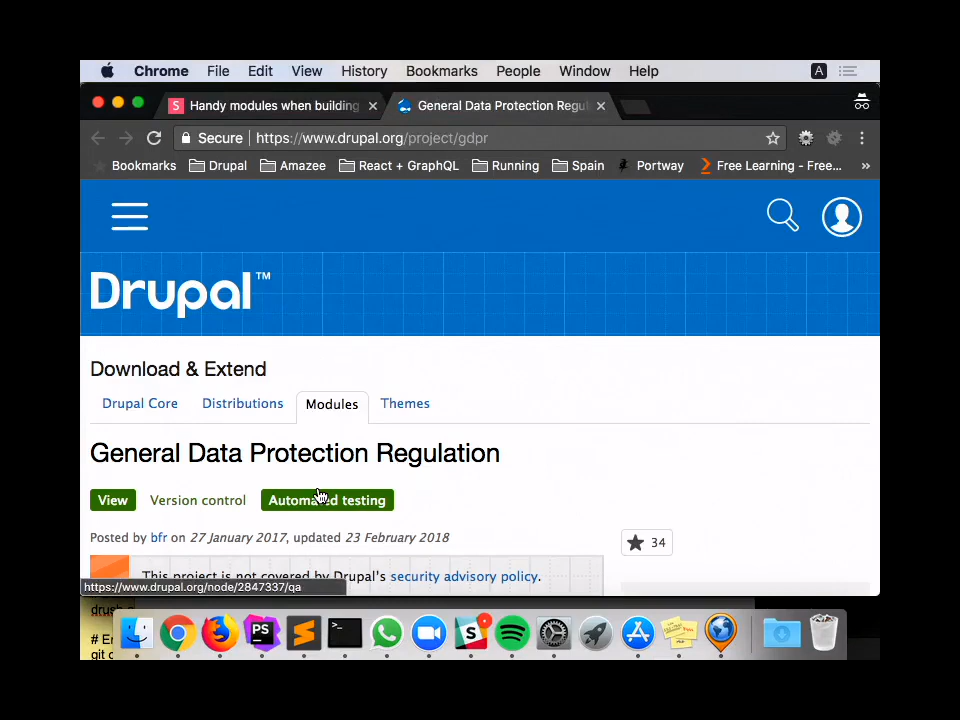 Chrome File Edit View History Bookmarks People Window Help A
S Handy modules when building × General Data Protection Regul ×
Secure https://www.drupal.org/project/gdpr
Bookmarks Drupal Amazee React + GraphQL Running Spain Portway Free Learning - Free... »
Drupal™
Download & Extend
Drupal Core Distributions Modules Themes
General Data Protection Regulation
View Version control Automated testing
Posted by bfr on 27 January 2017, updated 23 February 2018
34
This project is not covered by Drupal's security advisory policy.
https://www.drupal.org/node/2847337/qa
# E
git c
PS
>_
S